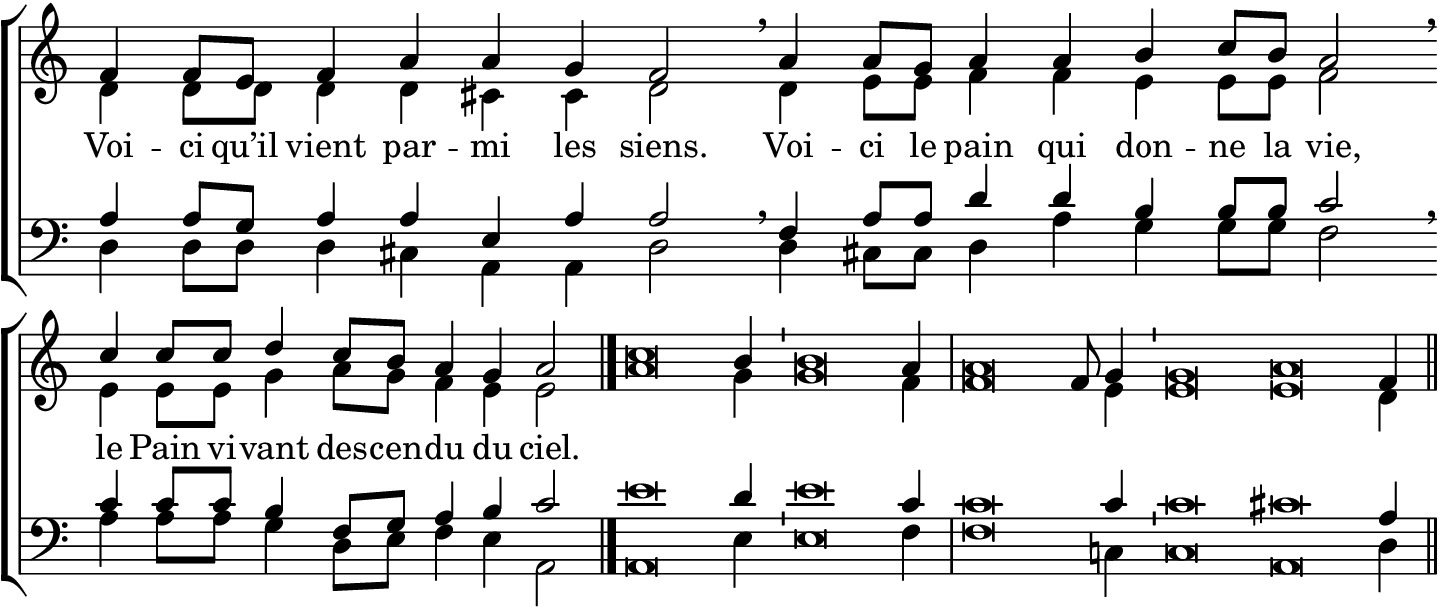 Voi - ci qu’il vient par - mi les siens. Voi - ci le pain qui don - ne la vie,
le Pain vivant descendu du ciel.